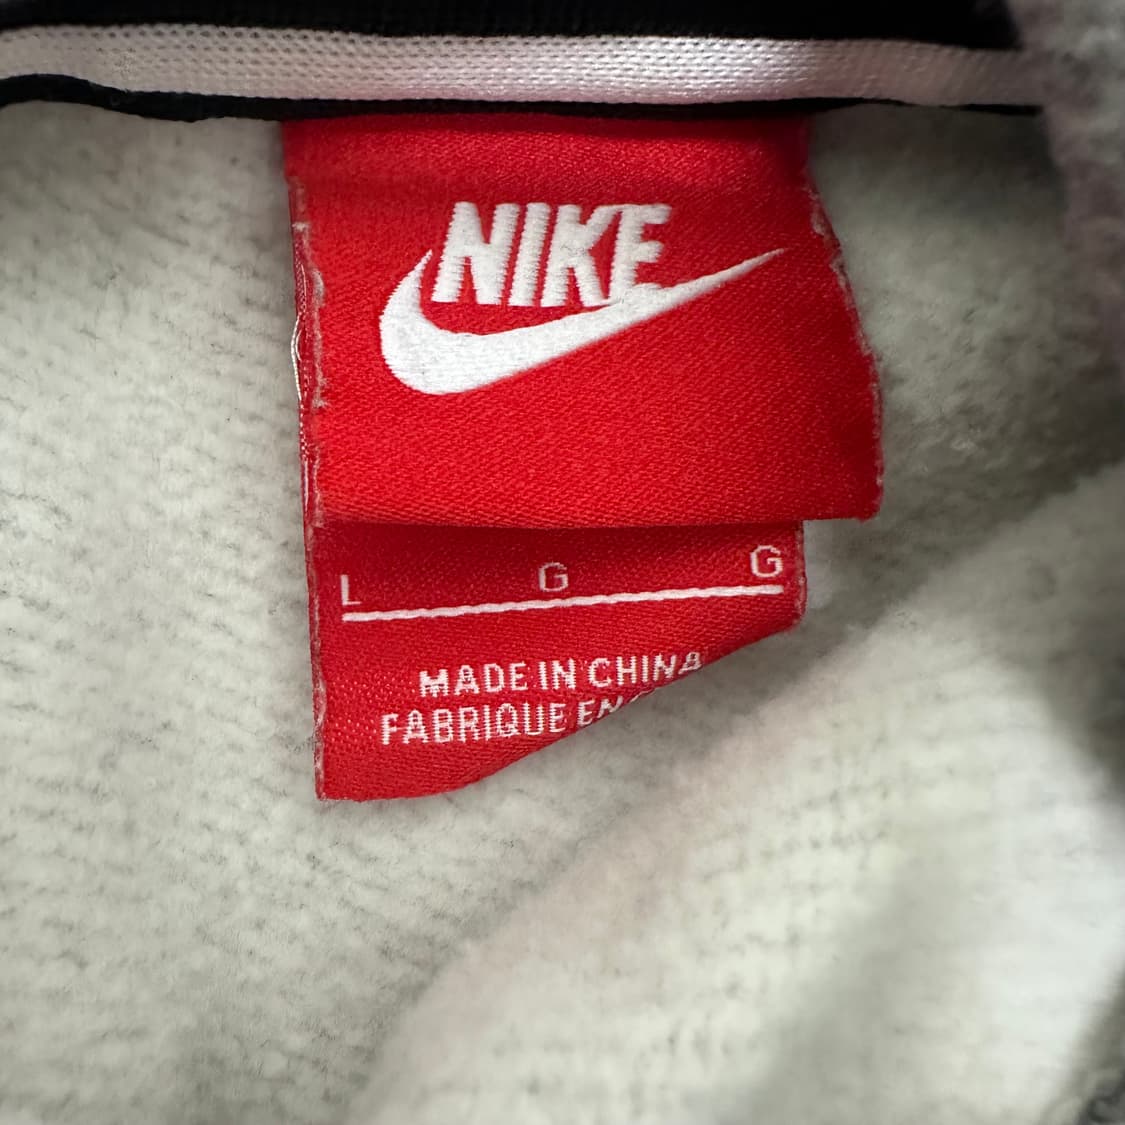 NIKE
L G G
MADE IN CHINA
FABRIQUE EN